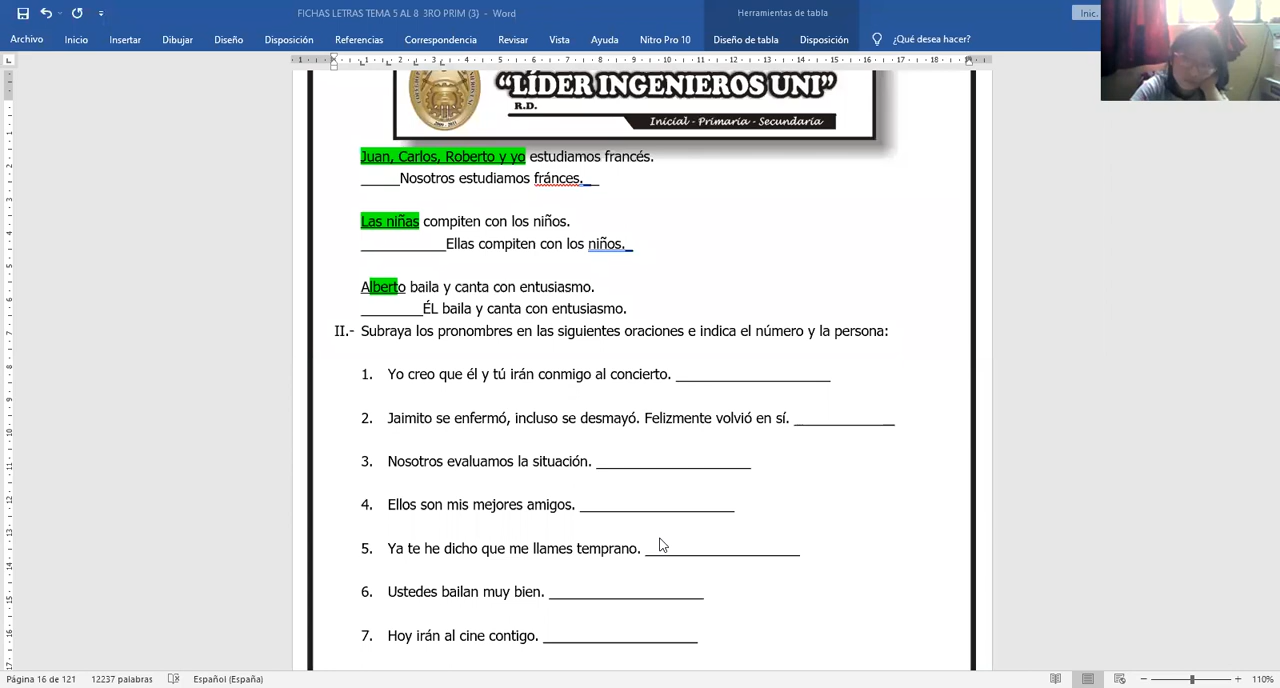 FICHAS LETRAS TEMA 5 AL 8 3RO PRIM (3) - Word
Herramientas de tabla
Inic.
Archivo Inicio Insertar Dibujar Diseño Disposición Referencias Correspondencia Revisar Vista Ayuda Nitro Pro 10 Diseño de tabla Disposición ¿Qué desea hacer?
“LÍDER INGENIEROS UNI”
R.D.
Inicial - Primaria - Secundaria
Juan, Carlos, Roberto y yo estudiamos francés.
_____Nosotros estudiamos fránces.__
Las niñas compiten con los niños.
___________Ellas compiten con los niños._
Alberto baila y canta con entusiasmo.
________ÉL baila y canta con entusiasmo.
II.- Subraya los pronombres en las siguientes oraciones e indica el número y la persona:
1. Yo creo que él y tú irán conmigo al concierto. ____________________
2. Jaimito se enfermó, incluso se desmayó. Felizmente volvió en sí. _____________
3. Nosotros evaluamos la situación. ____________________
4. Ellos son mis mejores amigos. ____________________
5. Ya te he dicho que me llames temprano. ____________________
6. Ustedes bailan muy bien. ____________________
7. Hoy irán al cine contigo. ____________________
Página 16 de 121 12237 palabras Español (España) 110%